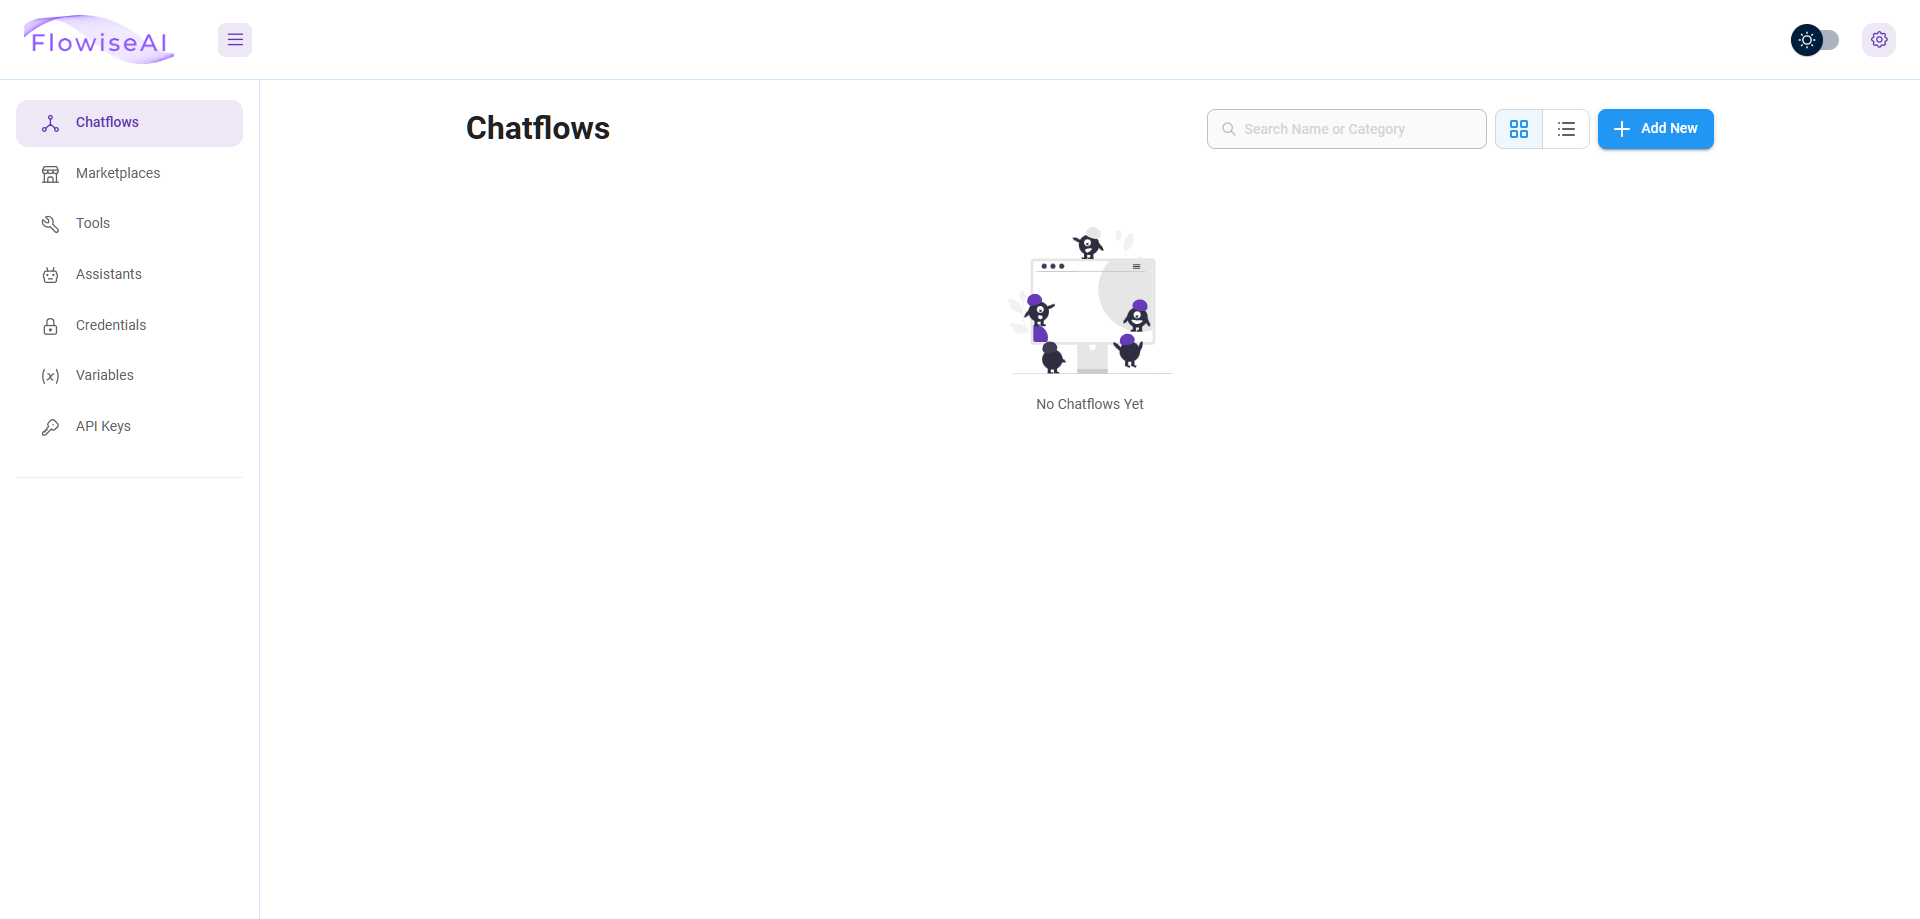 FlowiseAI
Chatflows
Marketplaces
Tools
Assistants
Credentials
Variables
API Keys
Chatflows
Search Name or Category
Add New
No Chatflows Yet